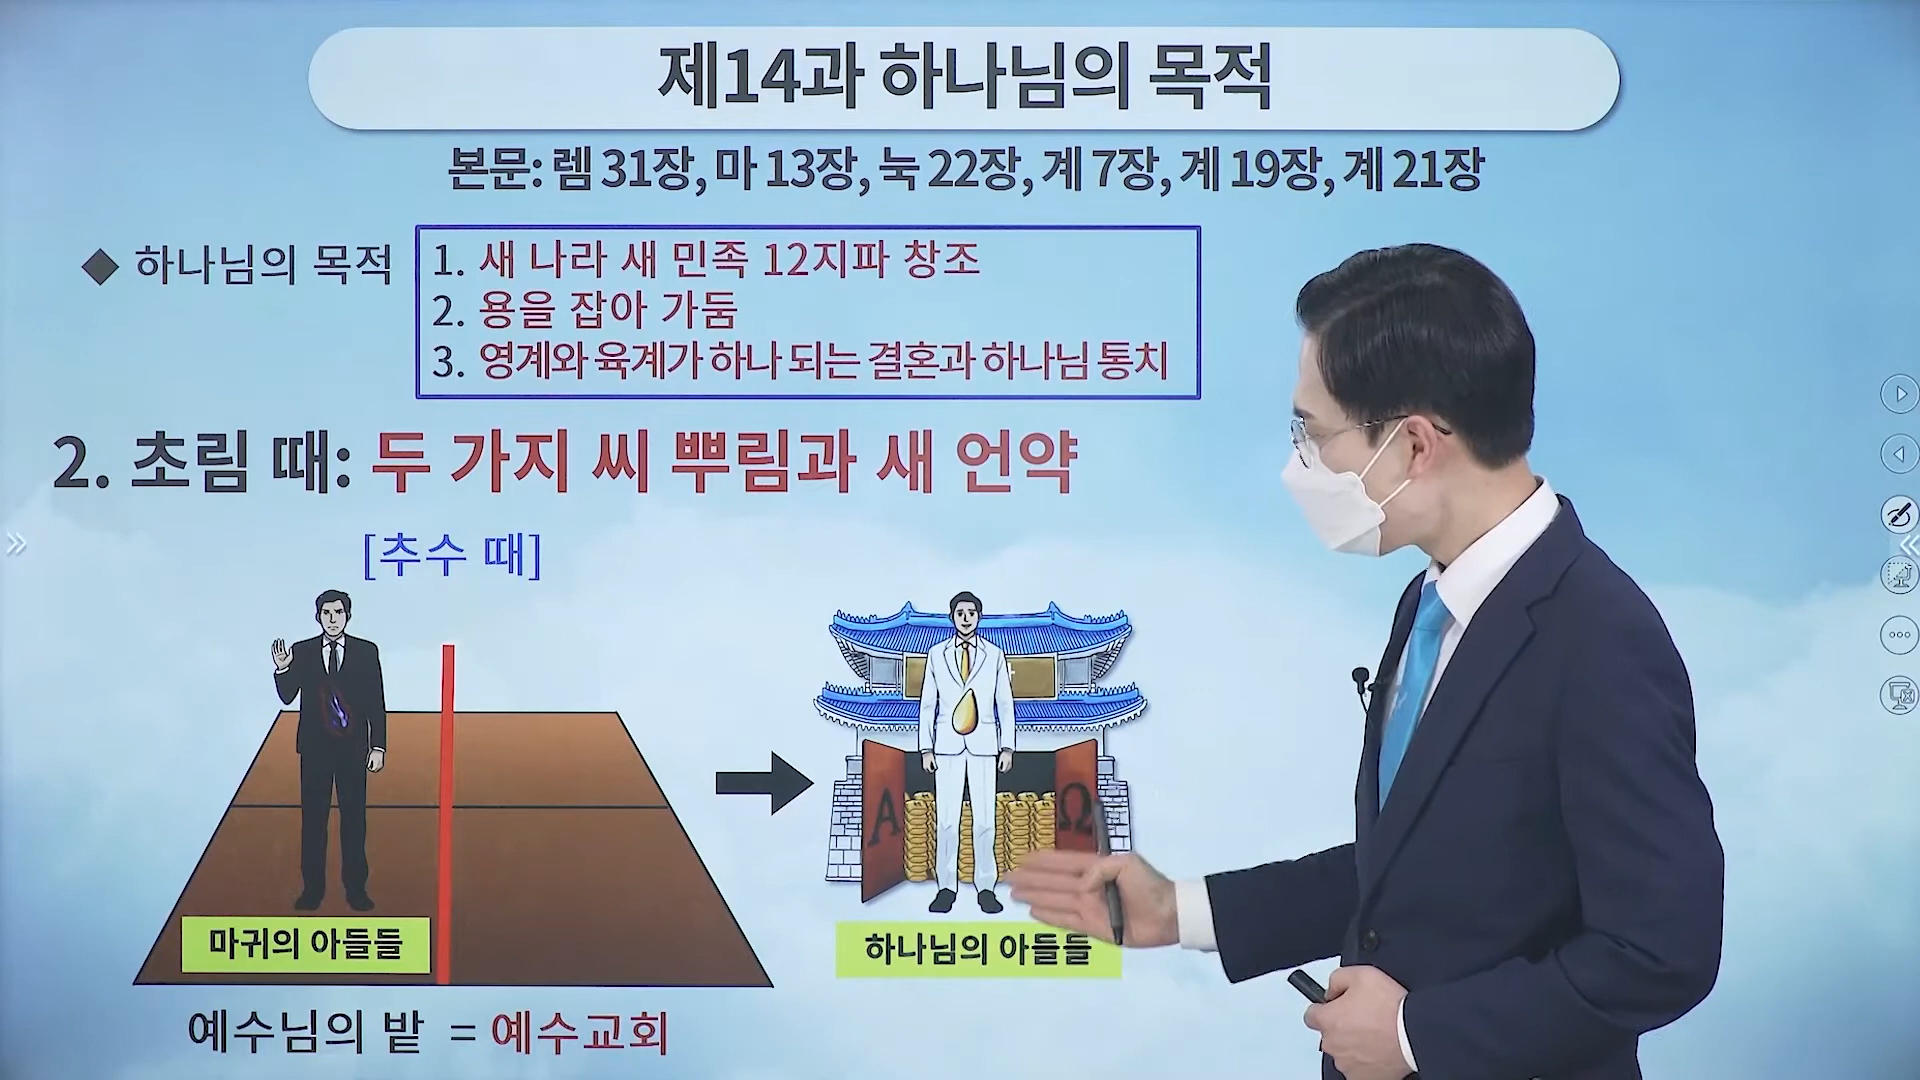 제14과 하나님의 목적
본문: 렘 31장, 마 13장, 눅 22장, 계 7장, 계 19장, 계 21장
◆ 하나님의 목적
1. 새 나라 새 민족 12지파 창조
2. 용을 잡아 가둠
3. 영계와 육계가 하나 되는 결혼과 하나님 통치
2. 초림 때: 두 가지 씨 뿌림과 새 언약
[추수 때]
A Ω
마귀의 아들들
하나님의 아들들
예수님의 밭 = 예수교회